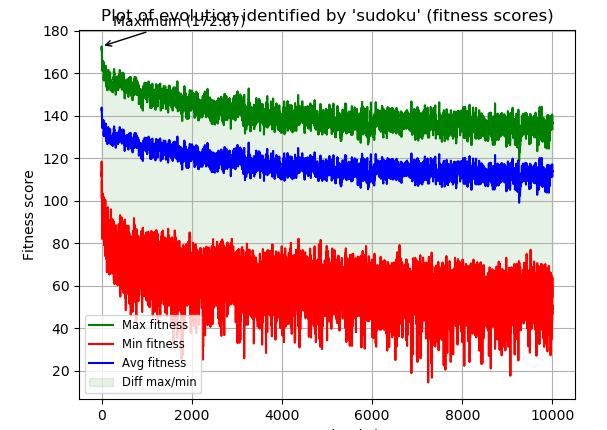 Plot of evolution identified by 'sudoku' (fitness scores)
Maximum (172.67)
180
160
140
120
100
80
60
40
20
Fitness score
Max fitness
Min fitness
Avg fitness
Diff max/min
0 2000 4000 6000 8000 10000